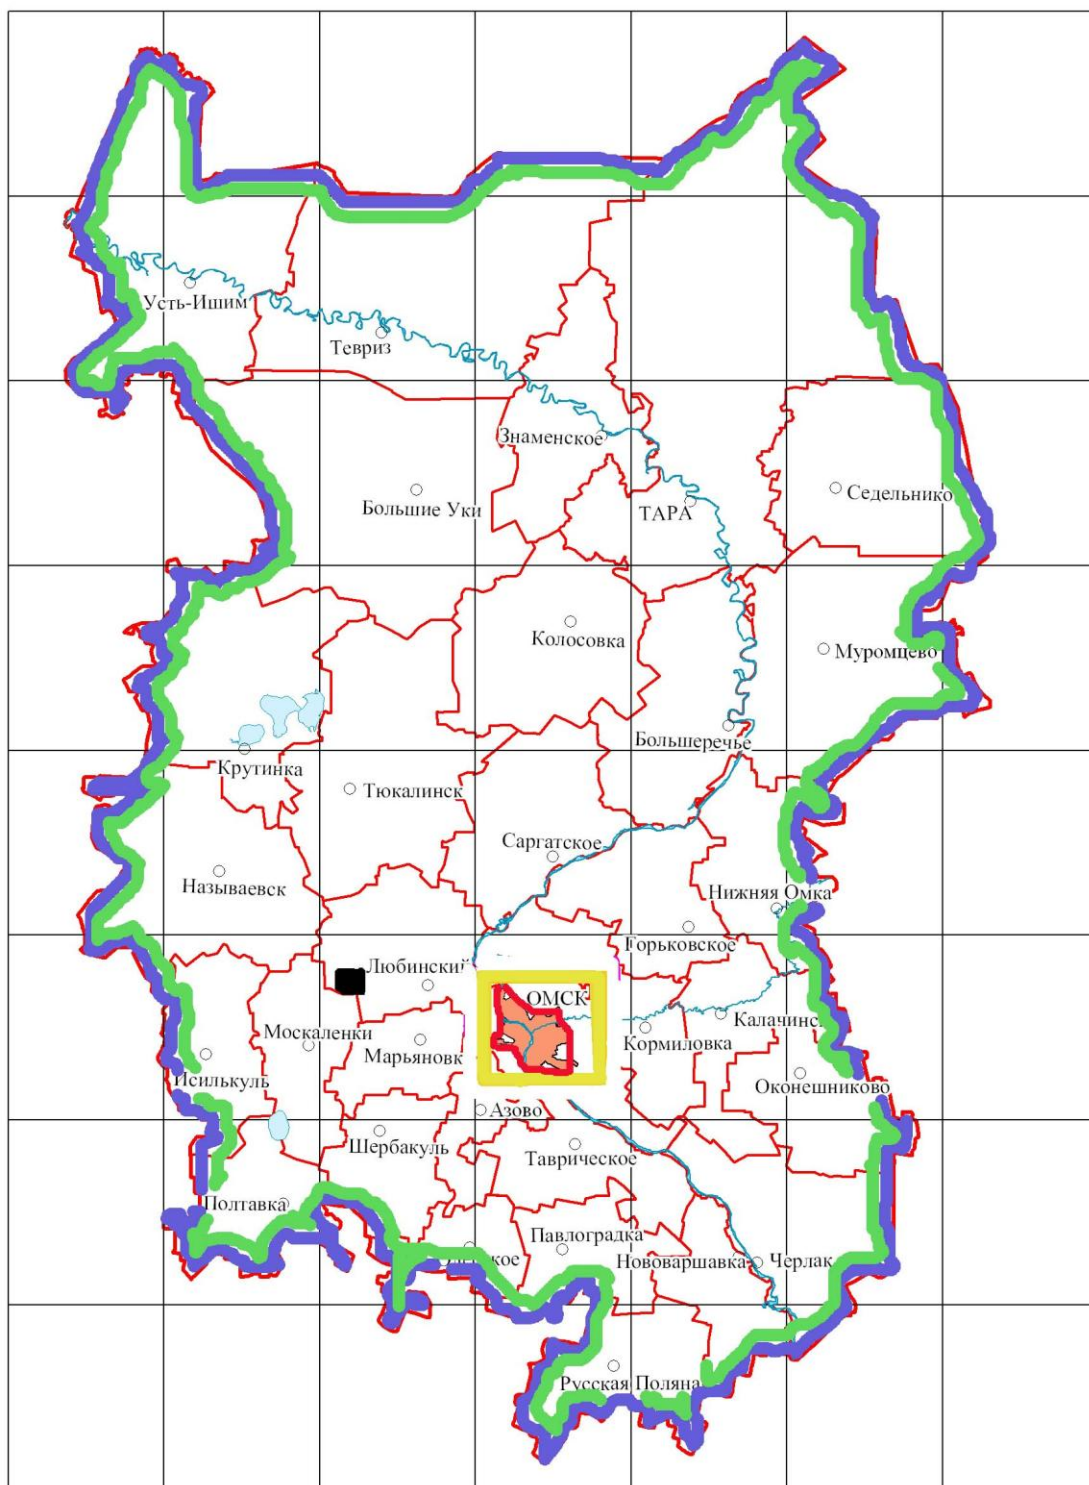 Усть-Ишим
Тевриз
Знаменское
Большие Уки
ТАРА
Седельнико
Колосовка
Муромцево
Большеречье
Крутинка
Тюкалинск
Саргатское
Называевск
Нижняя Омка
Горьковское
Любинский
ОМСК
Москаленки
Марьяновк
Кормиловка
Калачинс
Исилькуль
Оконешниково
Азово
Шербакуль
Таврическое
Полтавка
Павлоградка
Нововаршавка
Черлак
Русская Поляна